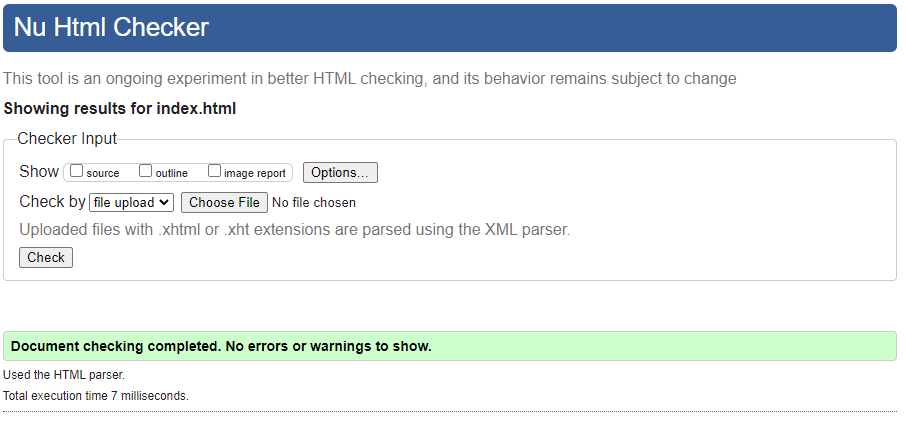 Nu Html Checker
This tool is an ongoing experiment in better HTML checking, and its behavior remains subject to change
Showing results for index.html
Checker Input
Show source outline image report Options...
Check by file upload Choose File No file chosen
Uploaded files with .xhtml or .xht extensions are parsed using the XML parser.
Check
Document checking completed. No errors or warnings to show.
Used the HTML parser.
Total execution time 7 milliseconds.